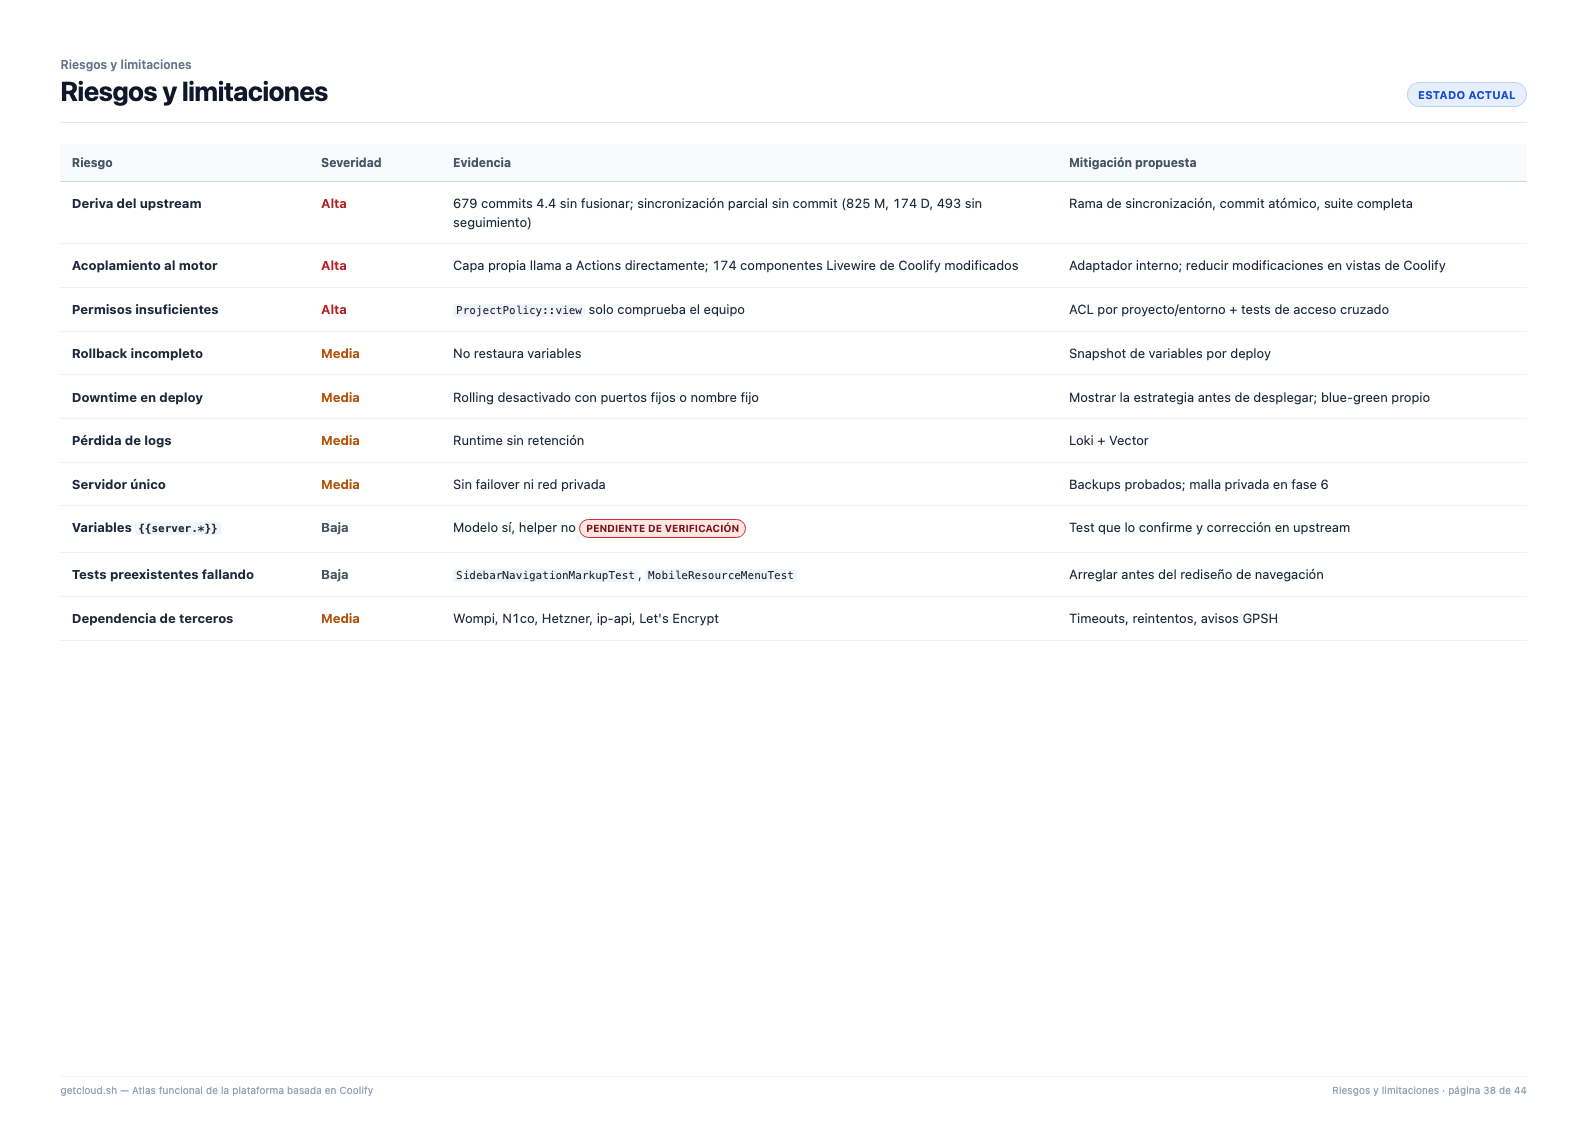 Riesgos y limitaciones
Riesgos y limitaciones
ESTADO ACTUAL
Riesgo Severidad Evidencia Mitigación propuesta
Deriva del upstream Alta 679 commits 4.4 sin fusionar; sincronización parcial sin commit (825 M, 174 D, 493 sin Rama de sincronización, commit atómico, suite completa
seguimiento)
Acoplamiento al motor Alta Capa propia llama a Actions directamente; 174 componentes Livewire de Coolify modificados Adaptador interno; reducir modificaciones en vistas de Coolify
Permisos insuficientes Alta ProjectPolicy::view solo comprueba el equipo ACL por proyecto/entorno + tests de acceso cruzado
Rollback incompleto Media No restaura variables Snapshot de variables por deploy
Downtime en deploy Media Rolling desactivado con puertos fijos o nombre fijo Mostrar la estrategia antes de desplegar; blue-green propio
Pérdida de logs Media Runtime sin retención Loki + Vector
Servidor único Media Sin failover ni red privada Backups probados; malla privada en fase 6
Variables {{server.*}} Baja Modelo sí, helper no PENDIENTE DE VERIFICACIÓN Test que lo confirme y corrección en upstream
Tests preexistentes fallando Baja SidebarNavigationMarkupTest, MobileResourceMenuTest Arreglar antes del rediseño de navegación
Dependencia de terceros Media Wompi, N1co, Hetzner, ip-api, Let's Encrypt Timeouts, reintentos, avisos GPSH
getcloud.sh — Atlas funcional de la plataforma basada en Coolify Riesgos y limitaciones · página 38 de 44